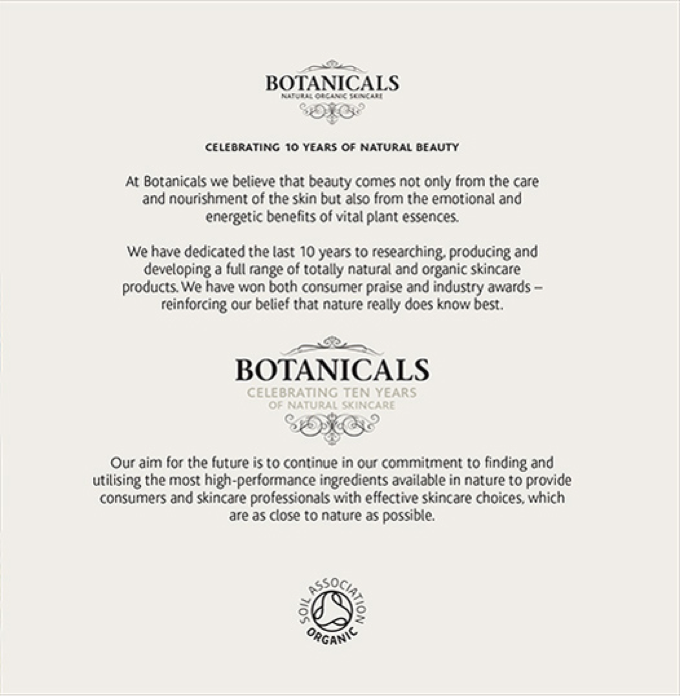 BOTANICALS
NATURAL ORGANIC SKINCARE
CELEBRATING 10 YEARS OF NATURAL BEAUTY
At Botanicals we believe that beauty comes not only from the care
and nourishment of the skin but also from the emotional and
energetic benefits of vital plant essences.
We have dedicated the last 10 years to researching, producing and
developing a full range of totally natural and organic skincare
products. We have won both consumer praise and industry awards –
reinforcing our belief that nature really does know best.
BOTANICALS
CELEBRATING TEN YEARS
OF NATURAL SKINCARE
Our aim for the future is to continue in our commitment to finding and
utilising the most high-performance ingredients available in nature to provide
consumers and skincare professionals with effective skincare choices, which
are as close to nature as possible.
SOIL ASSOCIATION
ORGANIC